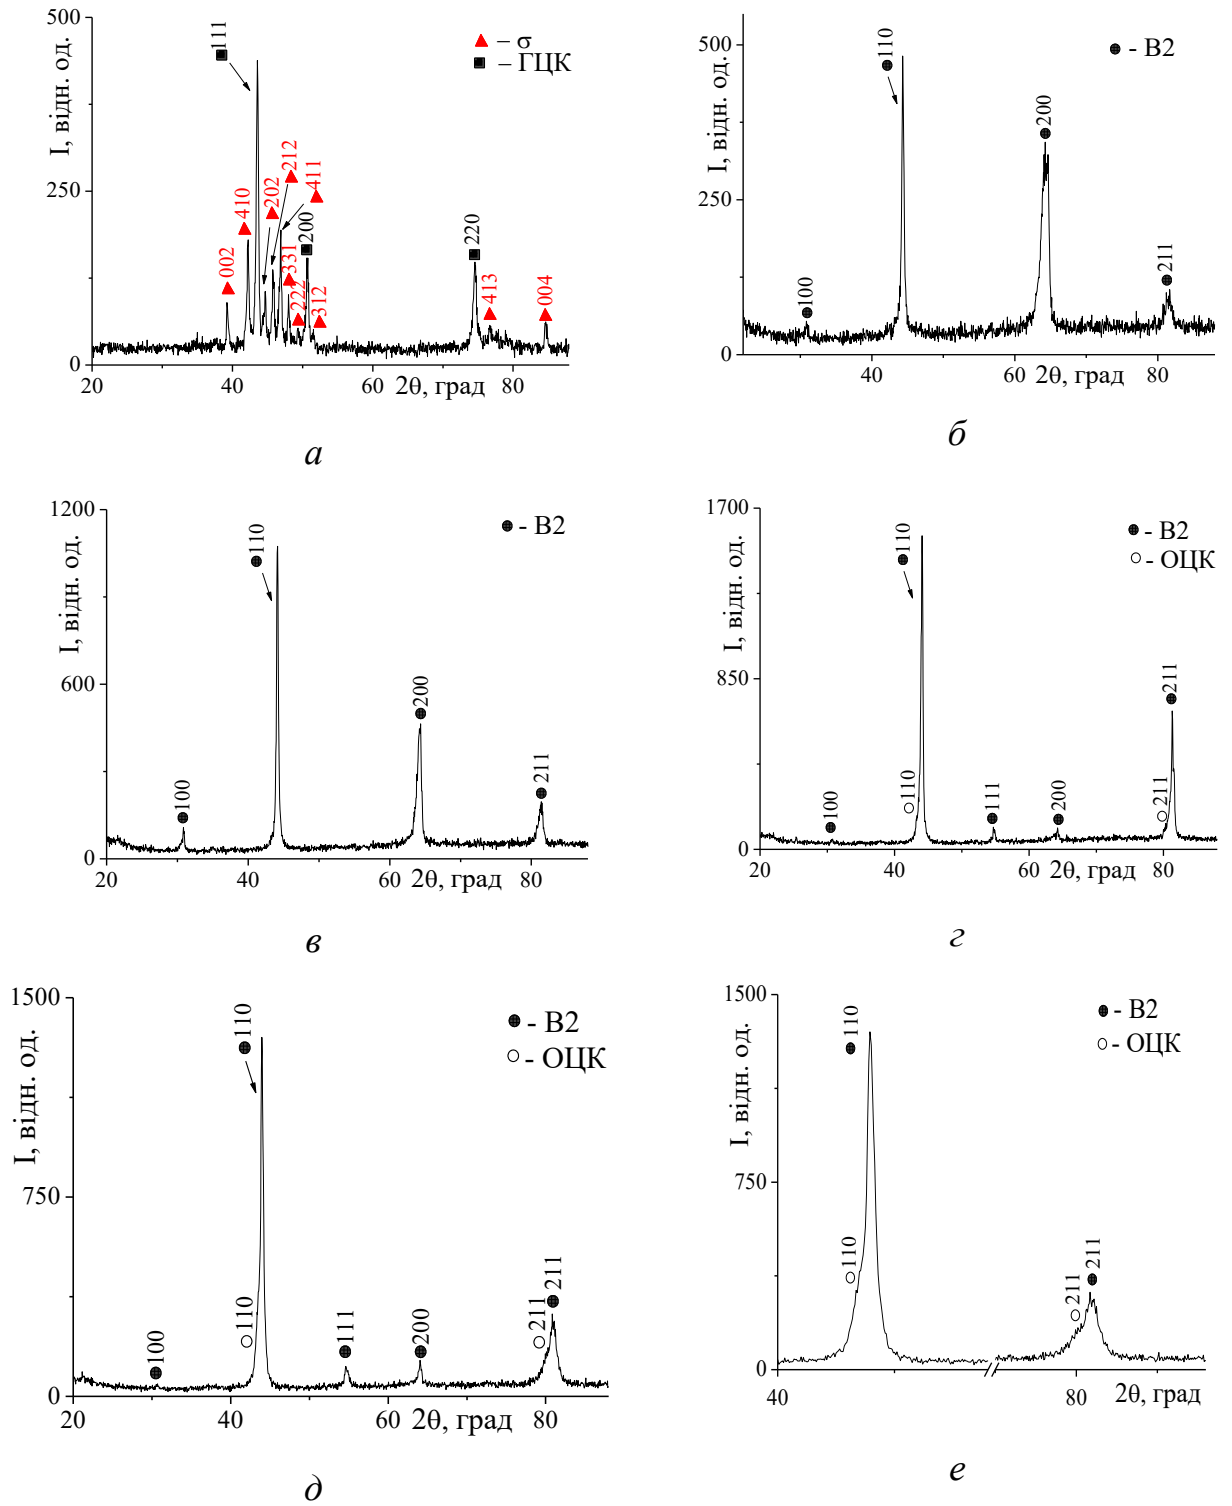 500
250
0
I, відн. од.
111
– σ
– ГЦК
002
410
202
212
411
331
222
200
312
220
413
004
20
40
60
2θ, град
80
а
500
250
0
I, відн. од.
- B2
100
110
200
211
40
60
2θ, град
80
б
1200
600
0
I, відн. од.
- B2
100
110
200
211
20
40
60
2θ, град
80
в
1700
850
0
I, відн. од.
- B2
- ОЦК
100
110
110
111
200
211
211
20
40
60
2θ, град
80
г
1500
750
0
I, відн. од.
- B2
- ОЦК
100
110
110
111
200
211
211
20
40
60
2θ, град
80
д
1500
750
0
I, відн. од.
- B2
- ОЦК
110
110
211
211
40
80
2θ, град
е